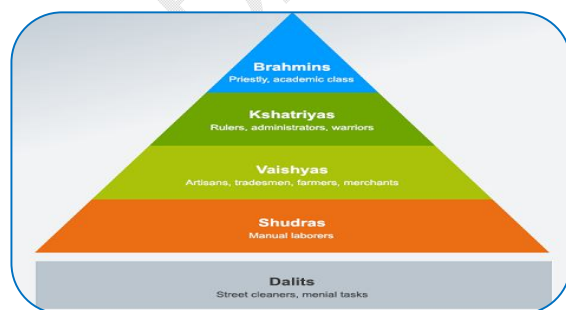 Brahmins
Priestly, academic class
Kshatriyas
Rulers, administrators, warriors
Vaishyas
Artisans, tradesmen, farmers, merchants
Shudras
Manual laborers
Dalits
Street cleaners, menial tasks